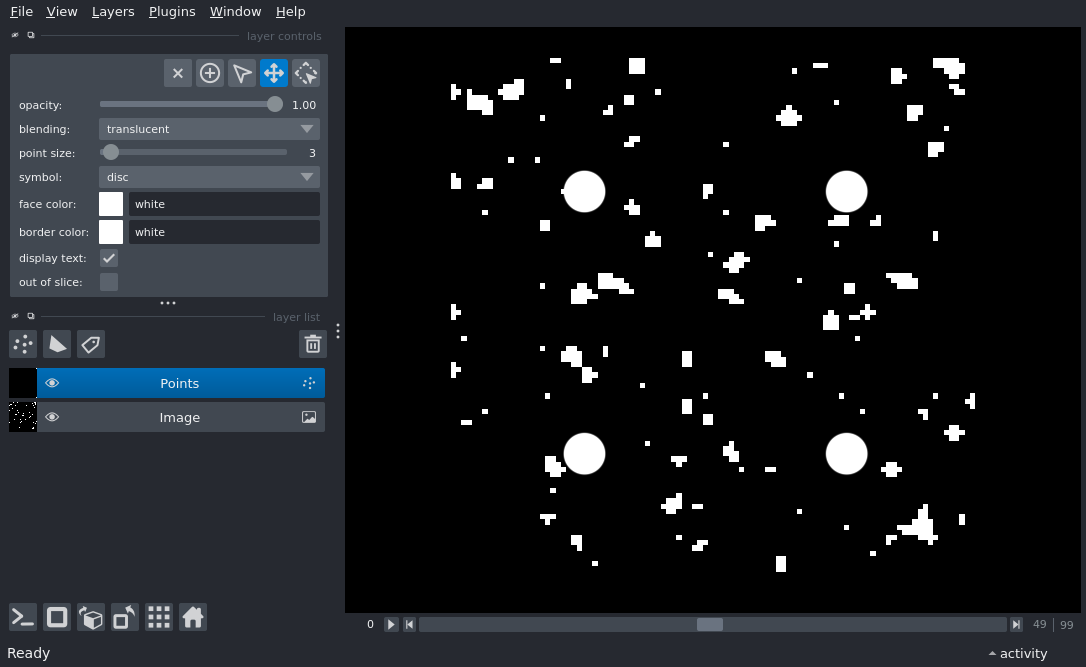 File View Layers Plugins Window Help
layer controls
opacity: 1.00
blending: translucent
point size: 3
symbol: disc
face color: white
border color: white
display text:
out of slice:
layer list
Points
Image
0 49 | 99
Ready activity